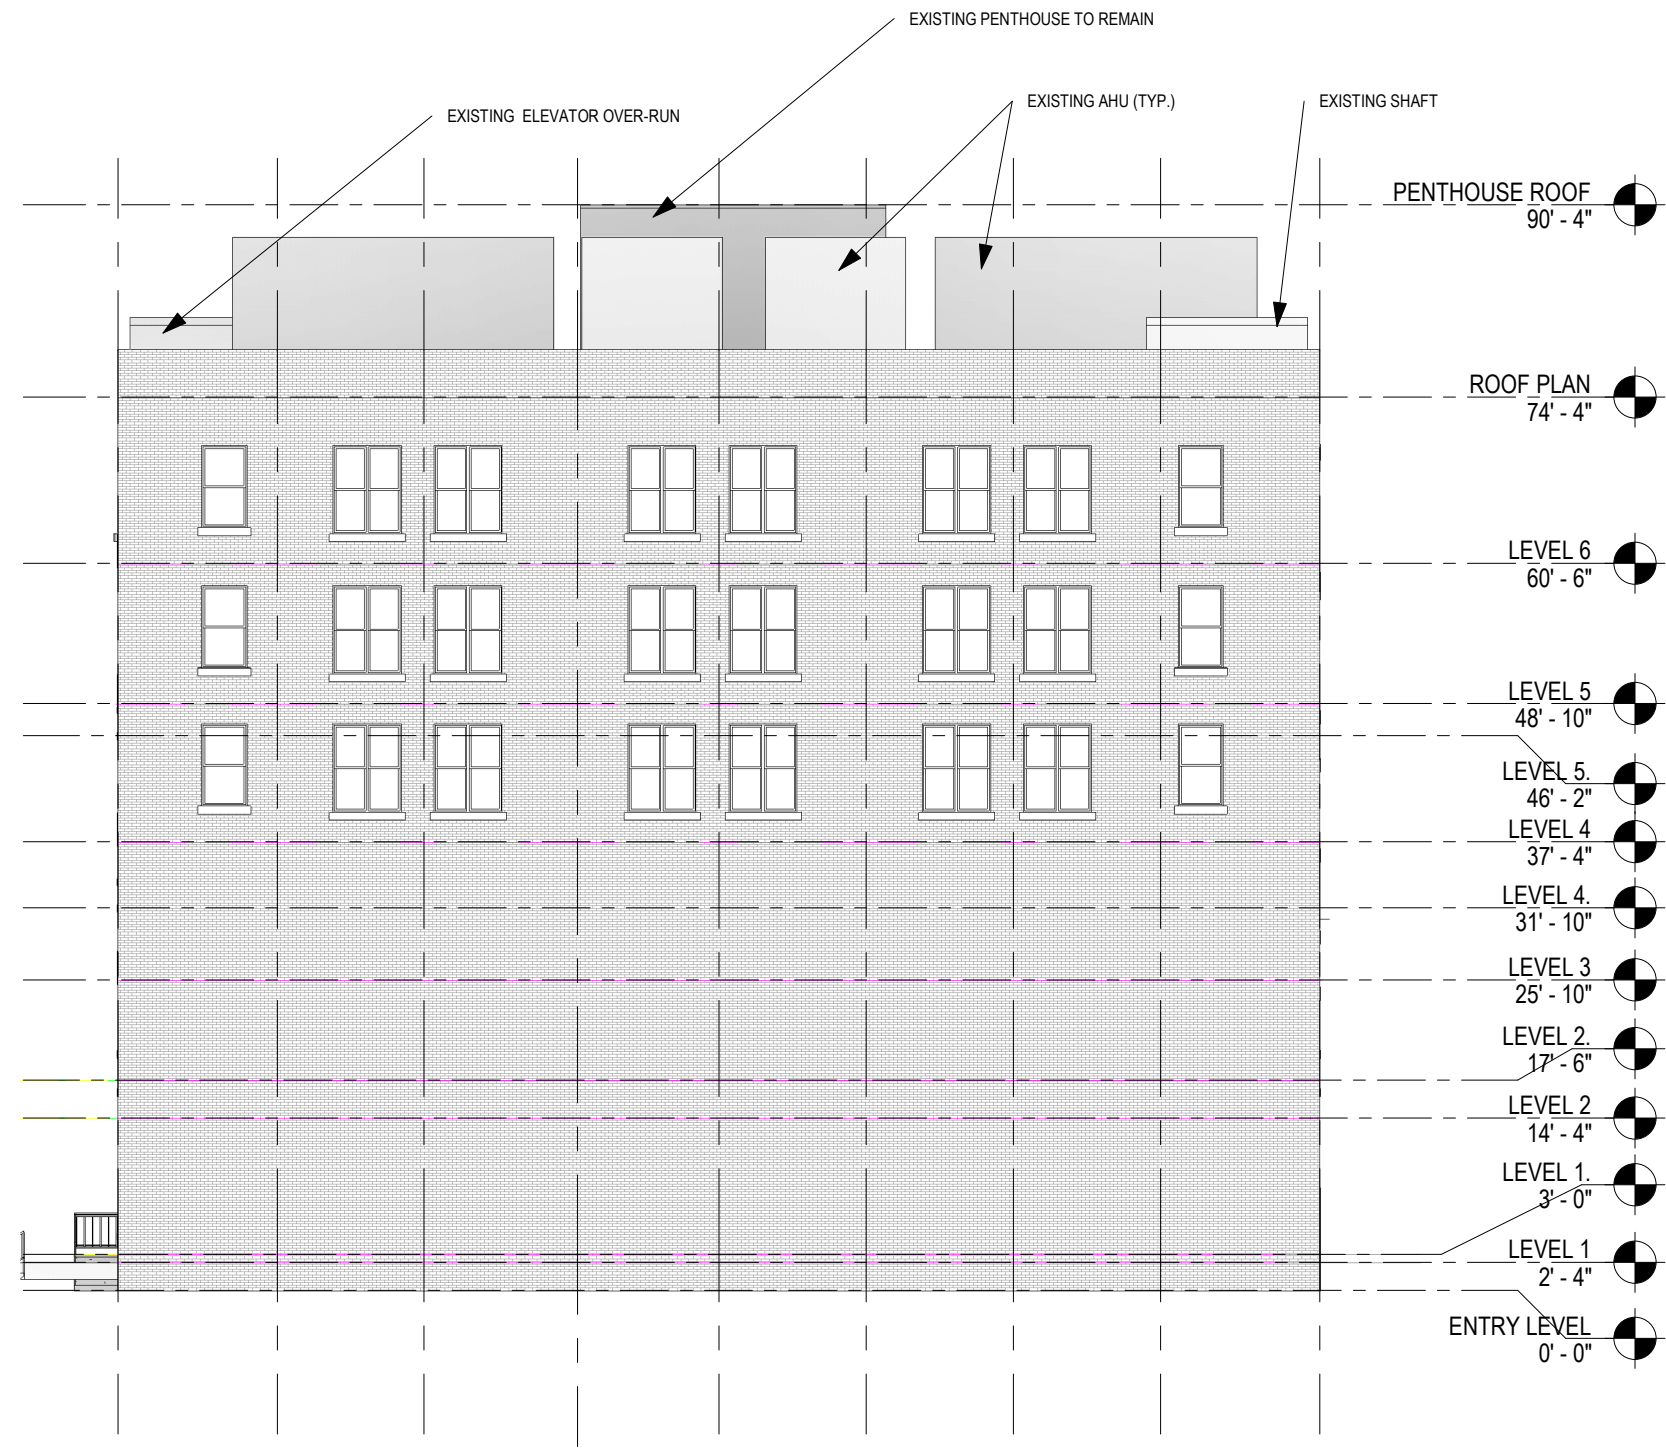 EXISTING PENTHOUSE TO REMAIN
EXISTING AHU (TYP.)
EXISTING SHAFT
EXISTING ELEVATOR OVER-RUN
PENTHOUSE ROOF
90' - 4"
ROOF PLAN
74' - 4"
LEVEL 6
60' - 6"
LEVEL 5
48' - 10"
LEVEL 5.
46' - 2"
LEVEL 4
37' - 4"
LEVEL 4.
31' - 10"
LEVEL 3
25' - 10"
LEVEL 2.
17' - 6"
LEVEL 2
14' - 4"
LEVEL 1.
3' - 0"
LEVEL 1
2' - 4"
ENTRY LEVEL
0' - 0"